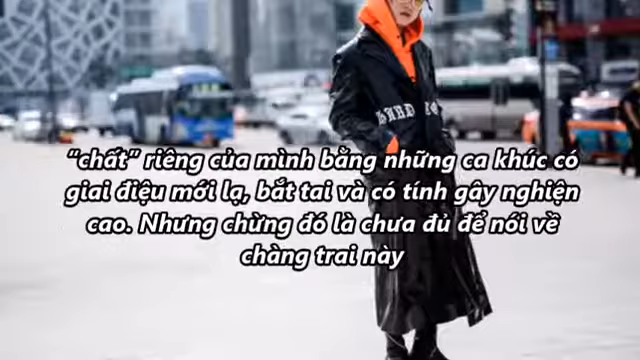 “chất” riêng của mình bằng những ca khúc có
giai điệu mới lạ, bắt tai và có tính gây nghiện
cao. Nhưng chừng đó là chưa đủ để nói về
chàng trai này